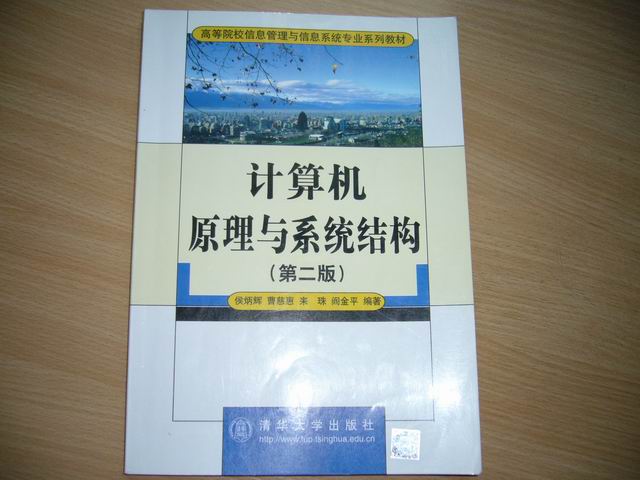 高等院校信息管理与信息系统专业系列教材
计算机
原理与系统结构
(第二版)
侯炳辉 曹慈惠 来 珠 阎金平 编著
清华大学出版社
http://www.tup.tsinghua.edu.cn